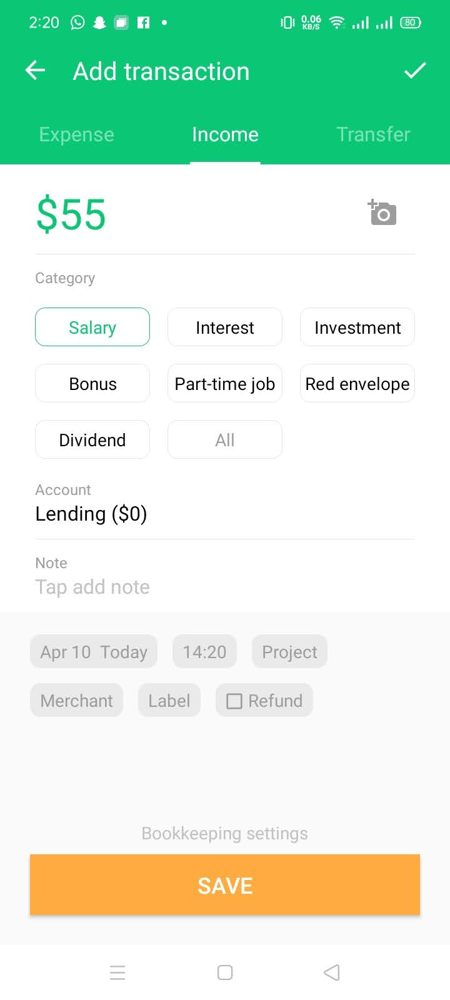 2:20 0.06 KB/S 80
Add transaction
Expense Income Transfer
$55
Category
Salary Interest Investment
Bonus Part-time job Red envelope
Dividend All
Account
Lending ($0)
Note
Tap add note
Apr 10 Today 14:20 Project
Merchant Label Refund
Bookkeeping settings
SAVE